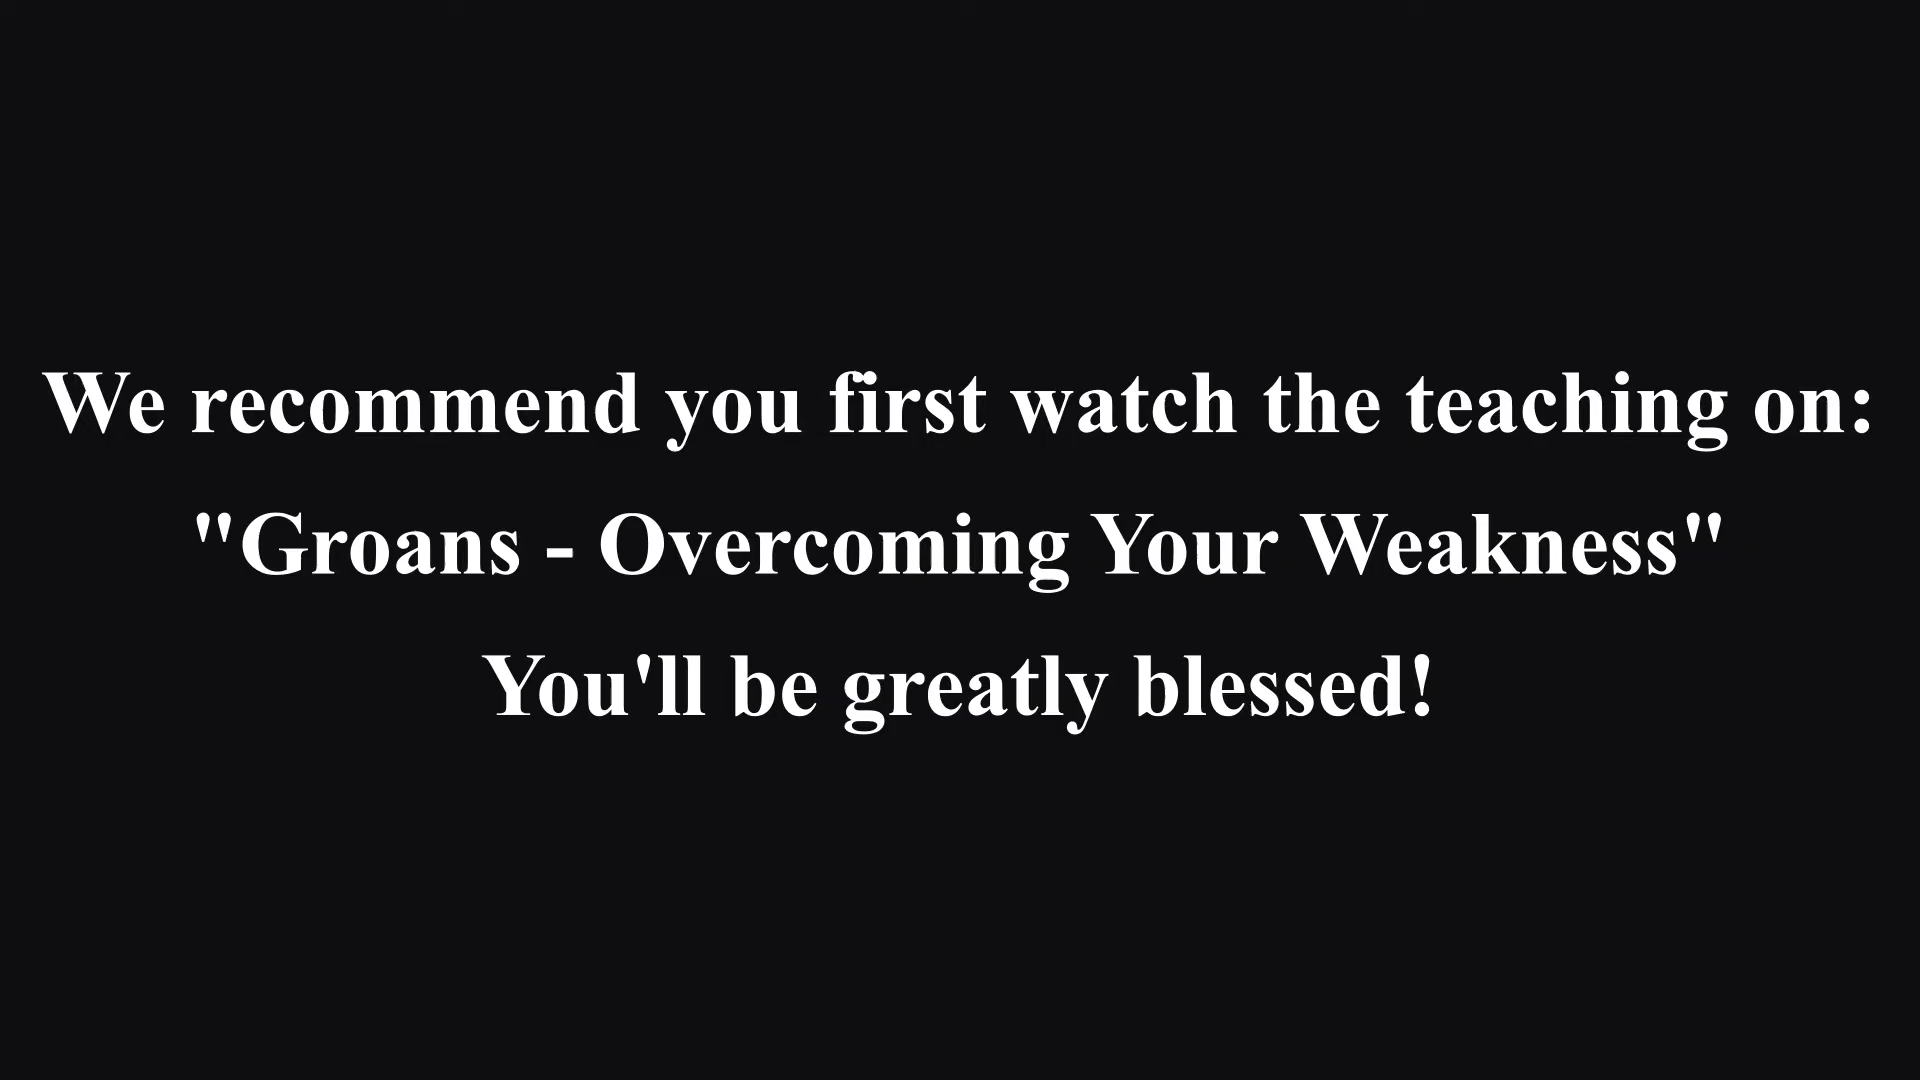 We recommend you first watch the teaching on:
"Groans - Overcoming Your Weakness"
You'll be greatly blessed!